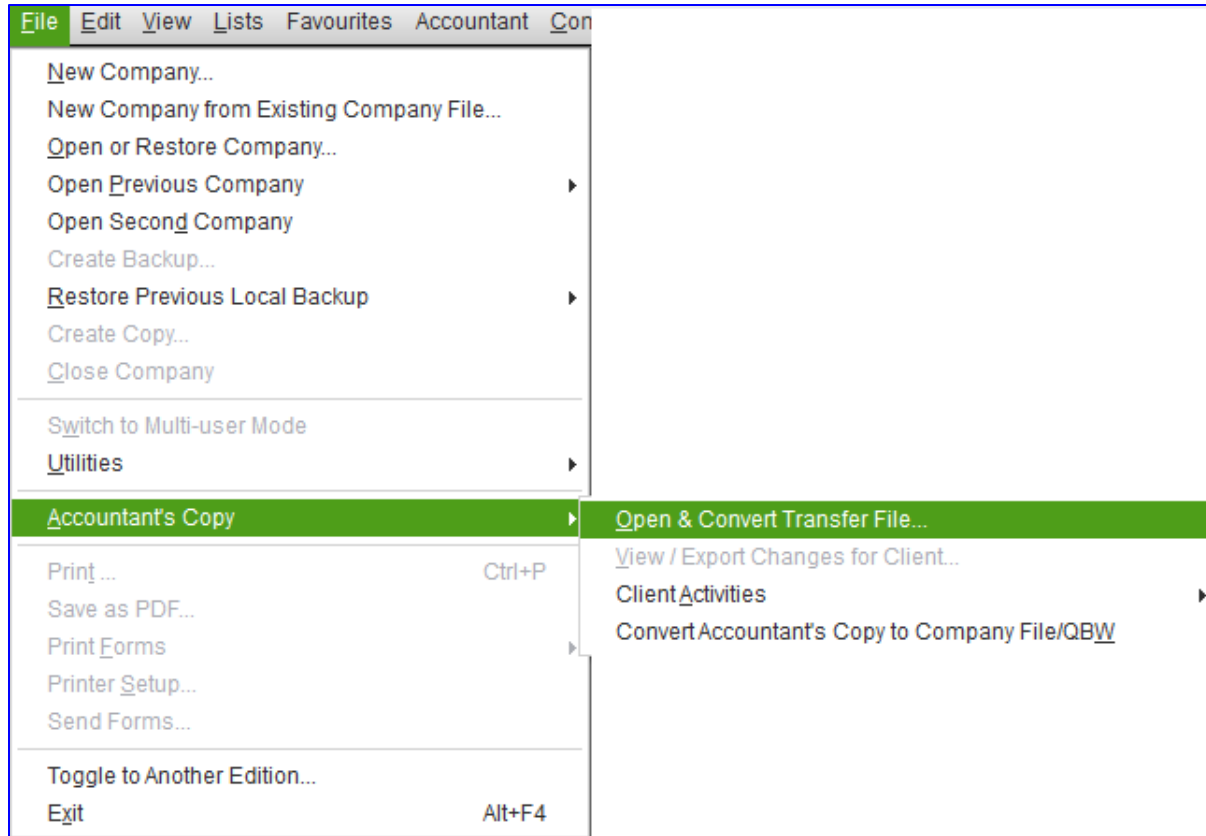 File Edit View Lists Favourites Accountant Con
New Company...
New Company from Existing Company File...
Open or Restore Company...
Open Previous Company
Open Second Company
Create Backup...
Restore Previous Local Backup
Create Copy...
Close Company
Switch to Multi-user Mode
Utilities
Accountant's Copy
Open & Convert Transfer File...
View / Export Changes for Client...
Client Activities
Convert Accountant's Copy to Company File/QBW
Print ... Ctrl+P
Save as PDF...
Print Forms
Printer Setup...
Send Forms...
Toggle to Another Edition...
Exit Alt+F4